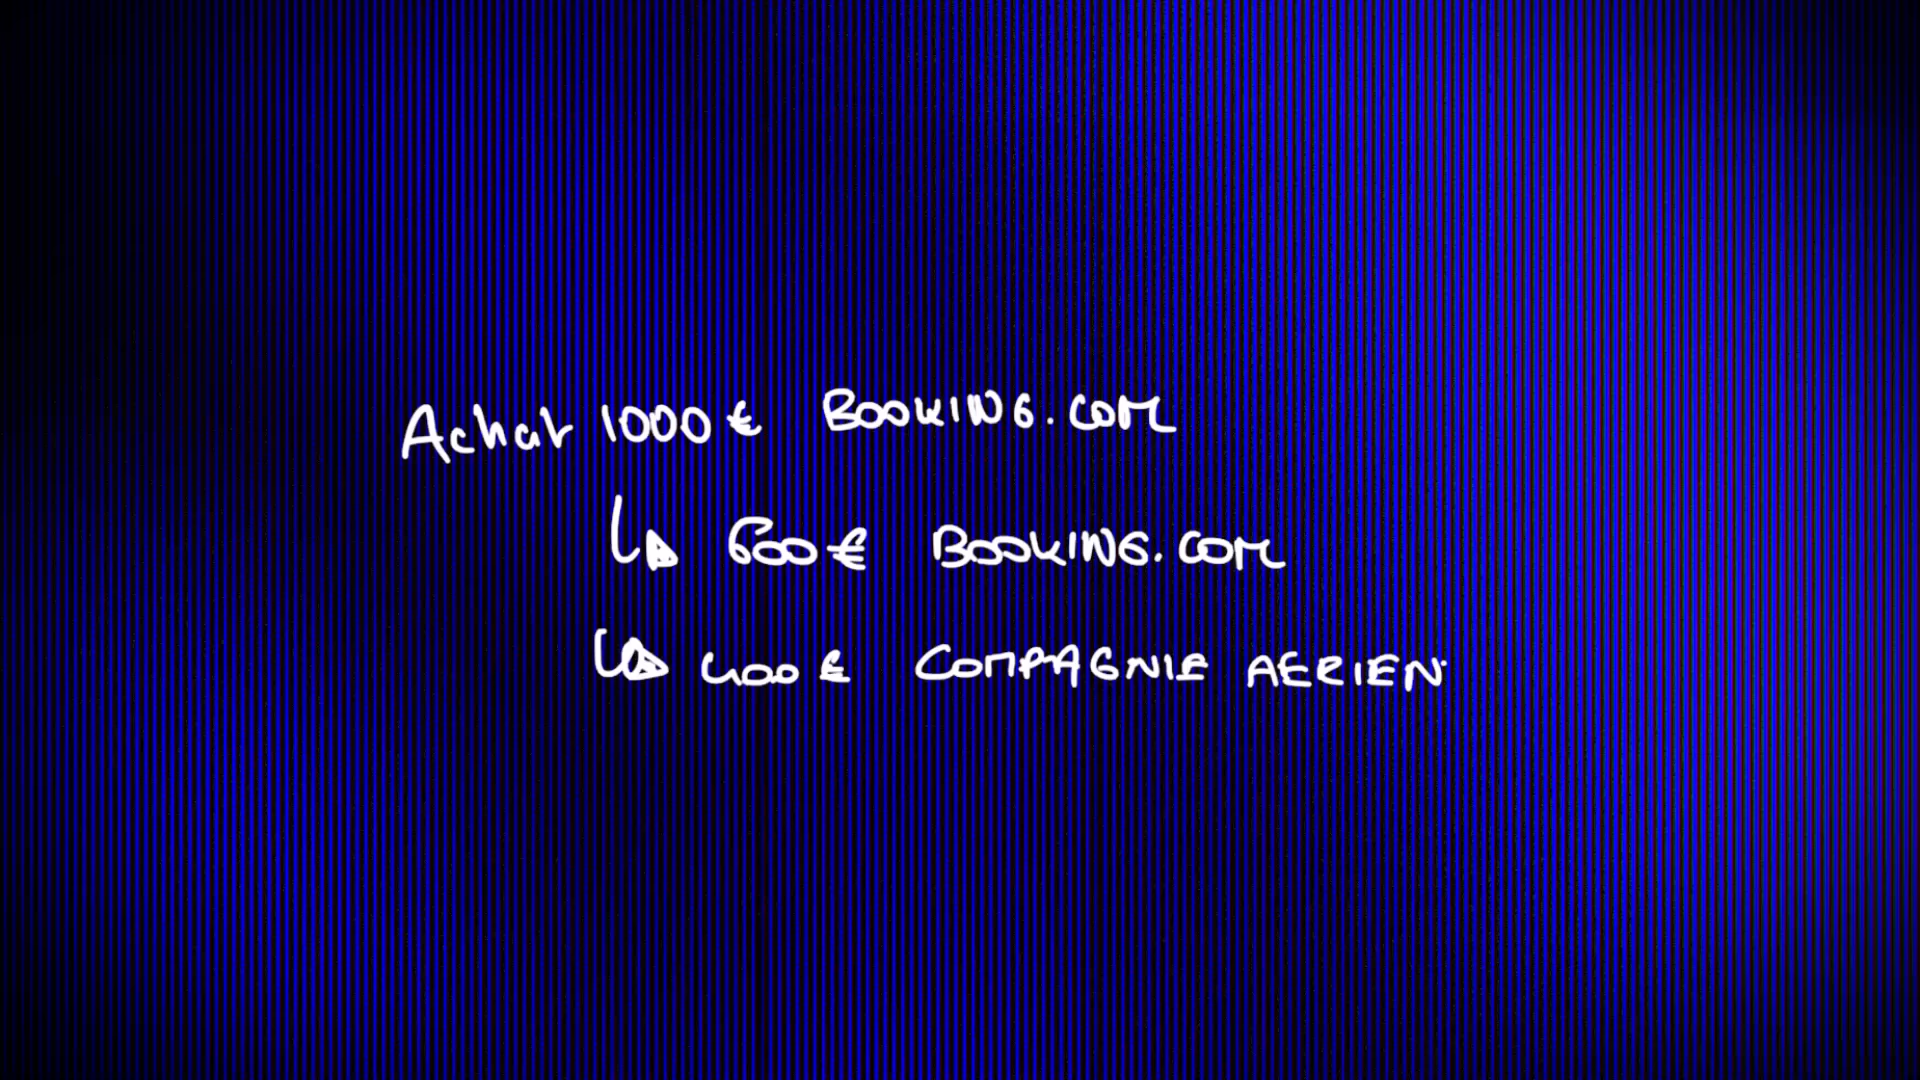 Achat 1000 € BOOKING.COM
↳ 600 € BOOKING.COM
↳ 400 € COMPAGNIE AERIEN